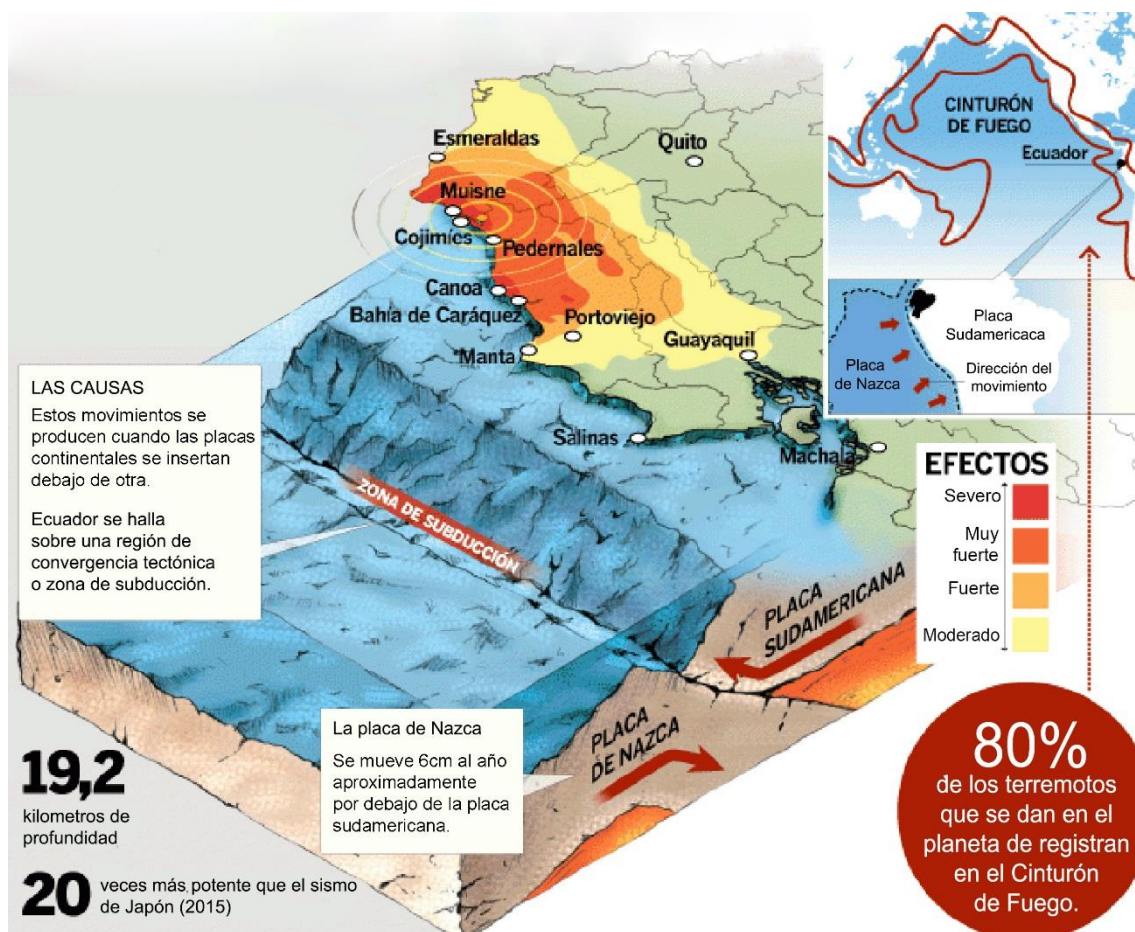 Esmeraldas
Quito
Muisne
Cojimíes
Pedernales
Canoa
Bahía de Caráquez
Portoviejo
Manta
Guayaquil
Salinas
Machala
CINTURÓN
DE FUEGO
Ecuador
Placa
Sudamericaca
Placa
de Nazca
Dirección del
movimiento
LAS CAUSAS
Estos movimientos se
producen cuando las placas
continentales se insertan
debajo de otra.
Ecuador se halla
sobre una región de
convergencia tectónica
o zona de subducción.
ZONA DE SUBDUCCIÓN
EFECTOS
Severo
Muy
fuerte
Fuerte
Moderado
PLACA
SUDAMERICANA
PLACA
DE NAZCA
La placa de Nazca
Se mueve 6cm al año
aproximadamente
por debajo de la placa
sudamericana.
19,2
kilometros de
profundidad
20 veces más potente que el sismo
de Japón (2015)
80%
de los terremotos
que se dan en el
planeta de registran
en el Cinturón
de Fuego.